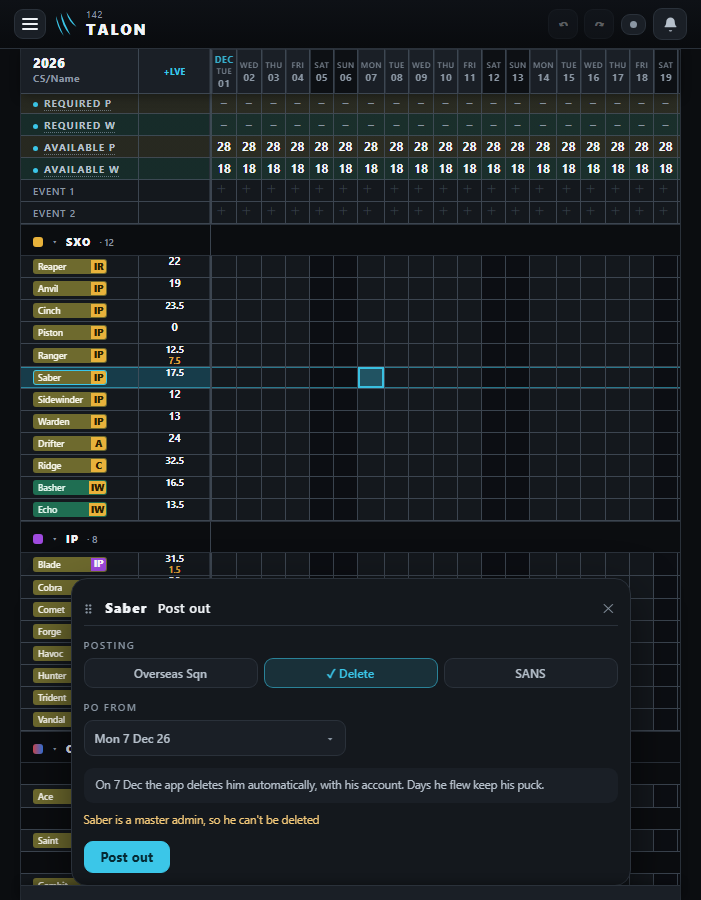 142
TALON
2026
CS/Name
+LVE
DEC TUE 01
WED 02
THU 03
FRI 04
SAT 05
SUN 06
MON 07
TUE 08
WED 09
THU 10
FRI 11
SAT 12
SUN 13
MON 14
TUE 15
WED 16
THU 17
FRI 18
SAT 19
REQUIRED P – – – – – – – – – – – – – – – – – – –
REQUIRED W – – – – – – – – – – – – – – – – – – –
AVAILABLE P 28 28 28 28 28 28 28 28 28 28 28 28 28 28 28 28 28 28 28
AVAILABLE W 18 18 18 18 18 18 18 18 18 18 18 18 18 18 18 18 18 18 18
EVENT 1 + + + + + + + + + + + + + + + + + + +
EVENT 2 + + + + + + + + + + + + + + + + + + +
· SXO · 12
Reaper IR 22
Anvil IP 19
Cinch IP 23.5
Piston IP 0
Ranger IP 12.5
7.5
Saber IP 17.5
Sidewinder IP 12
Warden IP 13
Drifter A 24
Ridge C 32.5
Basher IW 16.5
Echo IW 13.5
· IP · 8
Blade IP 31.5
1.5
Cobra
Comet
Forge
Havoc
Hunter
Trident
Vandal
Ace
Saint
Saber Post out
POSTING
Overseas Sqn
✓ Delete
SANS
PO FROM
Mon 7 Dec 26
On 7 Dec the app deletes him automatically, with his account. Days he flew keep his puck.
Saber is a master admin, so he can't be deleted
Post out